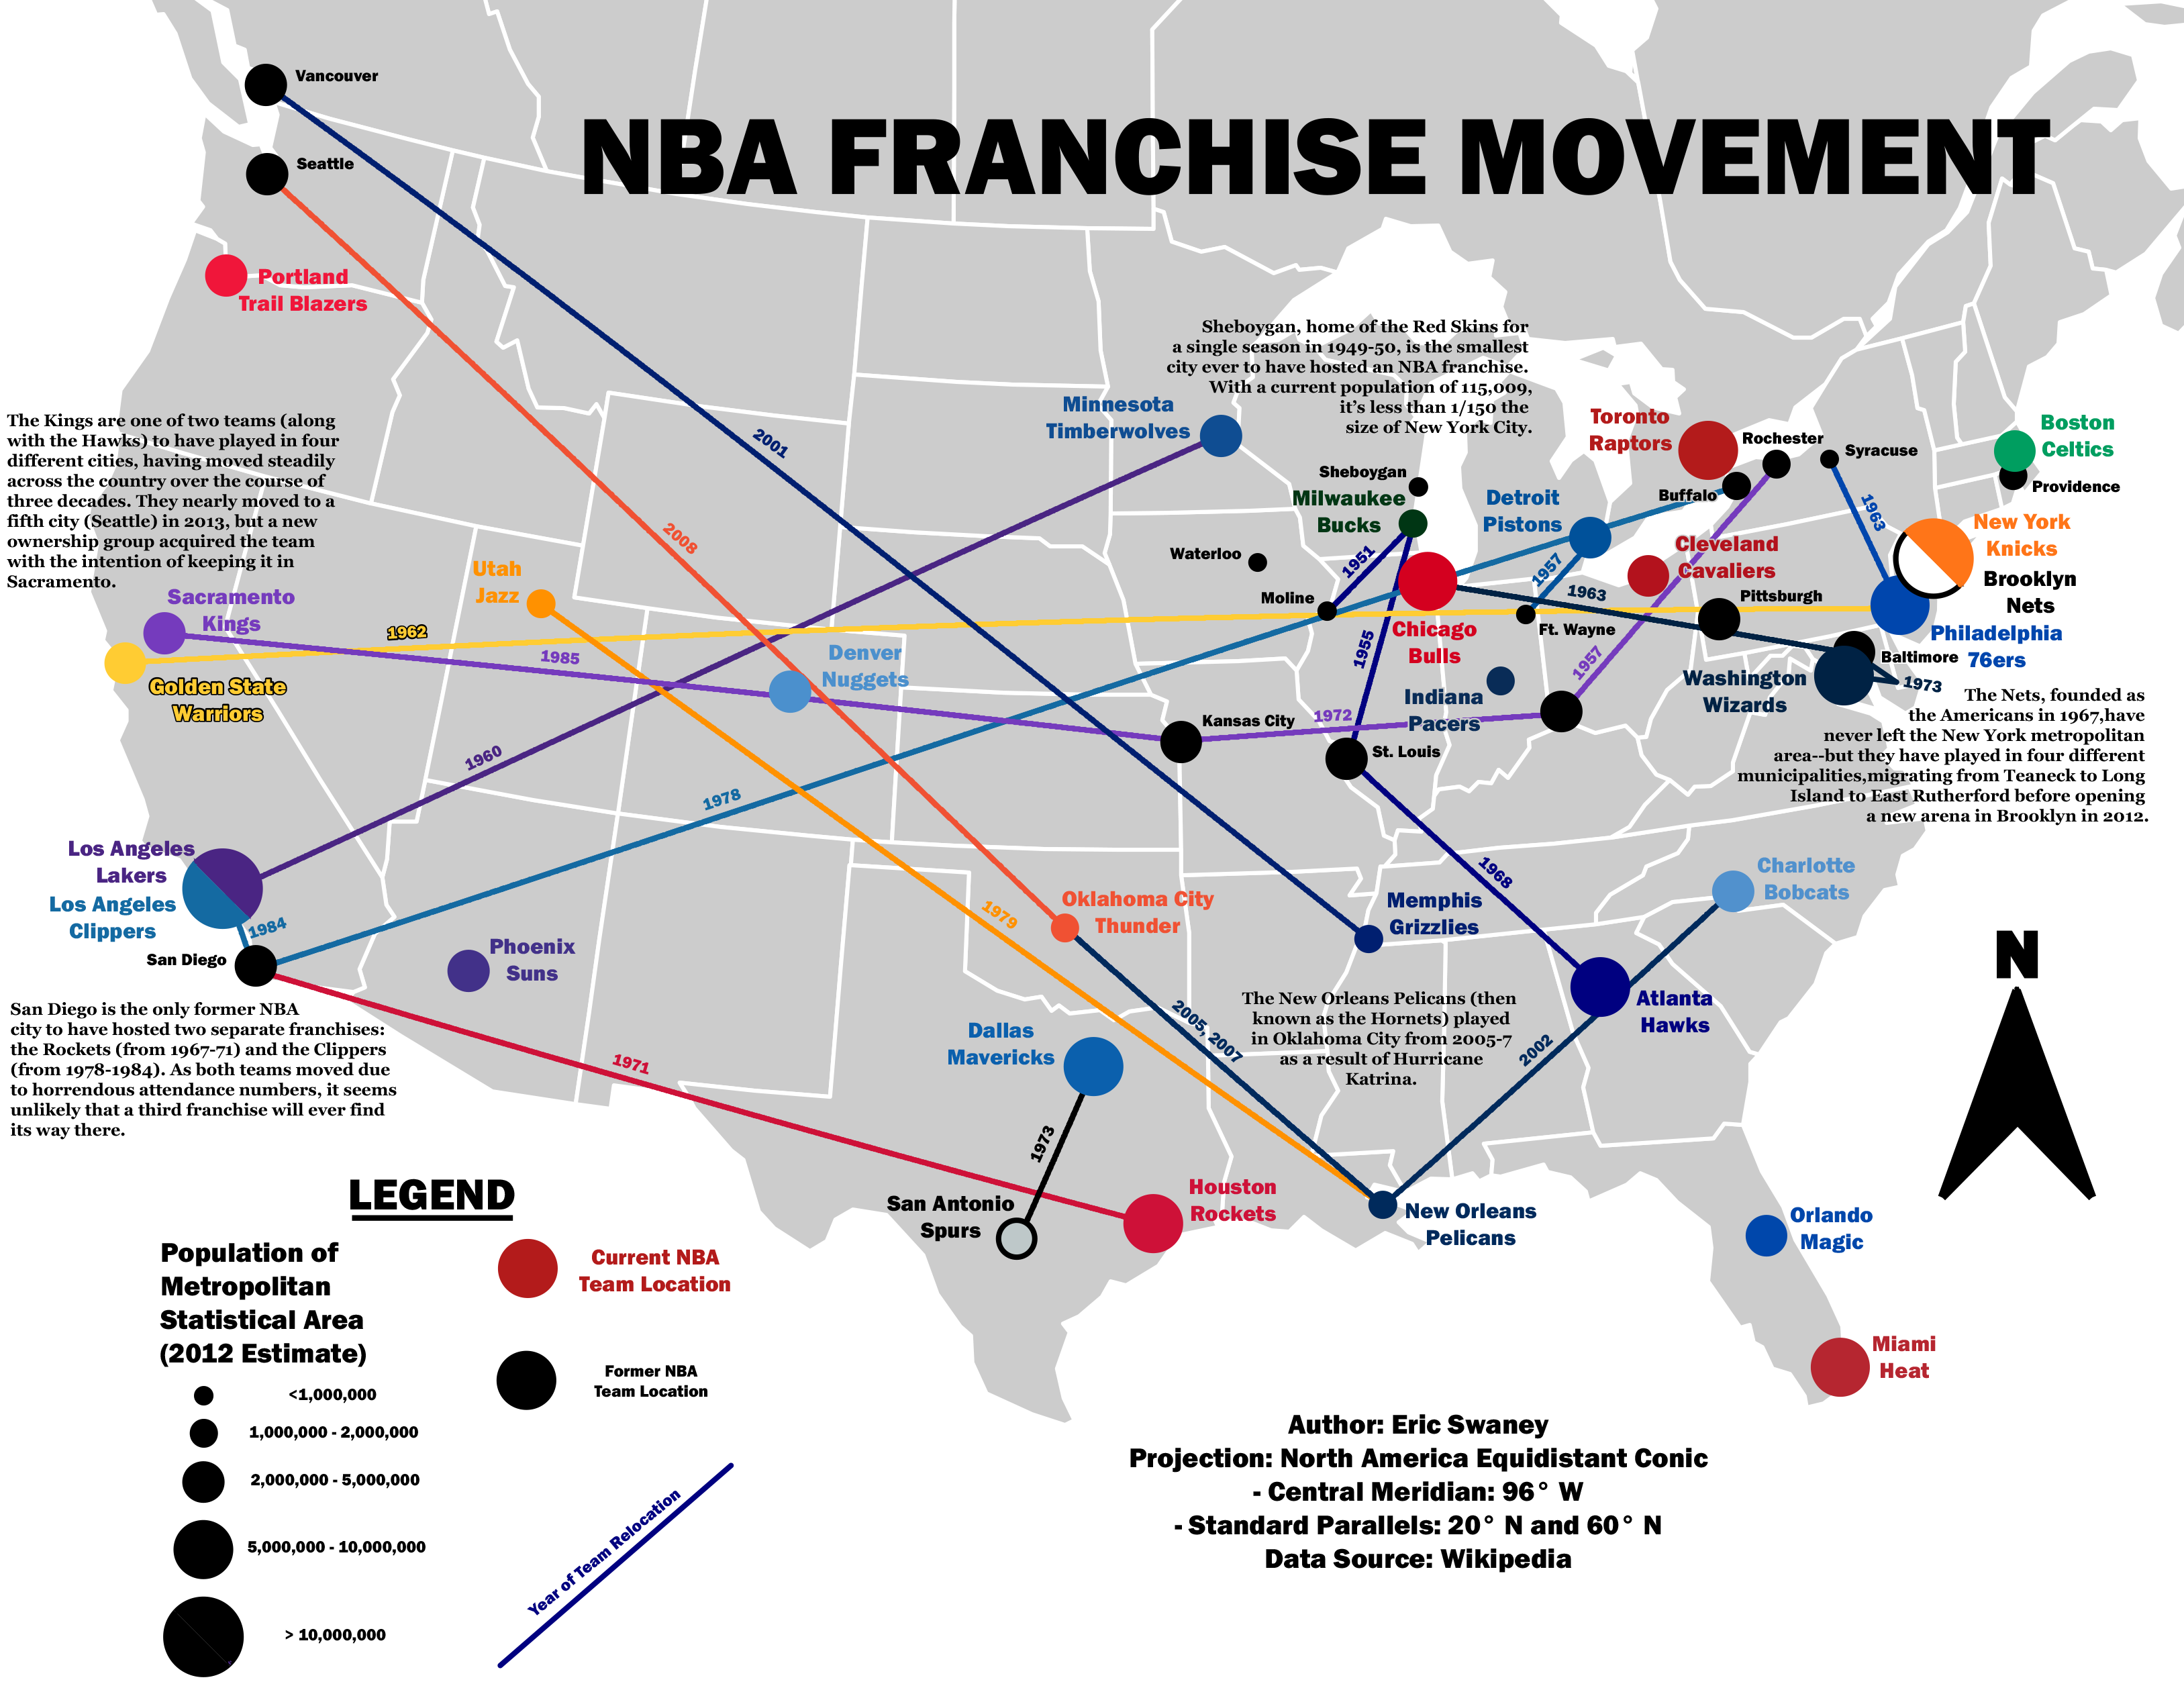 NBA FRANCHISE MOVEMENT
Vancouver
Seattle
Portland
Trail Blazers
2001
2008
Sheboygan, home of the Red Skins for
a single season in 1949-50, is the smallest
city ever to have hosted an NBA franchise.
With a current population of 115,009,
it's less than 1/150 the
size of New York City.
The Kings are one of two teams (along
with the Hawks) to have played in four
different cities, having moved steadily
across the country over the course of
three decades. They nearly moved to a
fifth city (Seattle) in 2013, but a new
ownership group acquired the team
with the intention of keeping it in
Sacramento.
Minnesota
Timberwolves
Toronto
Raptors
Rochester
Syracuse
Boston
Celtics
Providence
Buffalo
Sheboygan
Milwaukee
Bucks
Detroit
Pistons
1963
New York
Knicks
Brooklyn
Nets
Cleveland
Cavaliers
Waterloo
1951
1957
Moline
1963
Pittsburgh
Utah
Jazz
Sacramento
Kings
1962
1985
Golden State
Warriors
Denver
Nuggets
Chicago
Bulls
Ft. Wayne
Philadelphia
76ers
1955
1957
Baltimore
Washington
Wizards
1973
Indiana
Pacers
Kansas City
1972
St. Louis
The Nets, founded as
the Americans in 1967,have
never left the New York metropolitan
area--but they have played in four different
municipalities,migrating from Teaneck to Long
Island to East Rutherford before opening
a new arena in Brooklyn in 2012.
1960
1978
Los Angeles
Lakers
Los Angeles
Clippers
1984
San Diego
Phoenix
Suns
1968
Charlotte
Bobcats
Oklahoma City
Thunder
1979
Memphis
Grizzlies
N
San Diego is the only former NBA
city to have hosted two separate franchises:
the Rockets (from 1967-71) and the Clippers
(from 1978-1984). As both teams moved due
to horrendous attendance numbers, it seems
unlikely that a third franchise will ever find
its way there.
1971
Dallas
Mavericks
2005, 2007
The New Orleans Pelicans (then
known as the Hornets) played
in Oklahoma City from 2005-7
as a result of Hurricane
Katrina.
Atlanta
Hawks
2002
1973
San Antonio
Spurs
Houston
Rockets
New Orleans
Pelicans
Orlando
Magic
Miami
Heat
LEGEND
Population of
Metropolitan
Statistical Area
(2012 Estimate)
<1,000,000
1,000,000 - 2,000,000
2,000,000 - 5,000,000
5,000,000 - 10,000,000
> 10,000,000
Current NBA
Team Location
Former NBA
Team Location
Year of Team Relocation
Author: Eric Swaney
Projection: North America Equidistant Conic
- Central Meridian: 96° W
- Standard Parallels: 20° N and 60° N
Data Source: Wikipedia